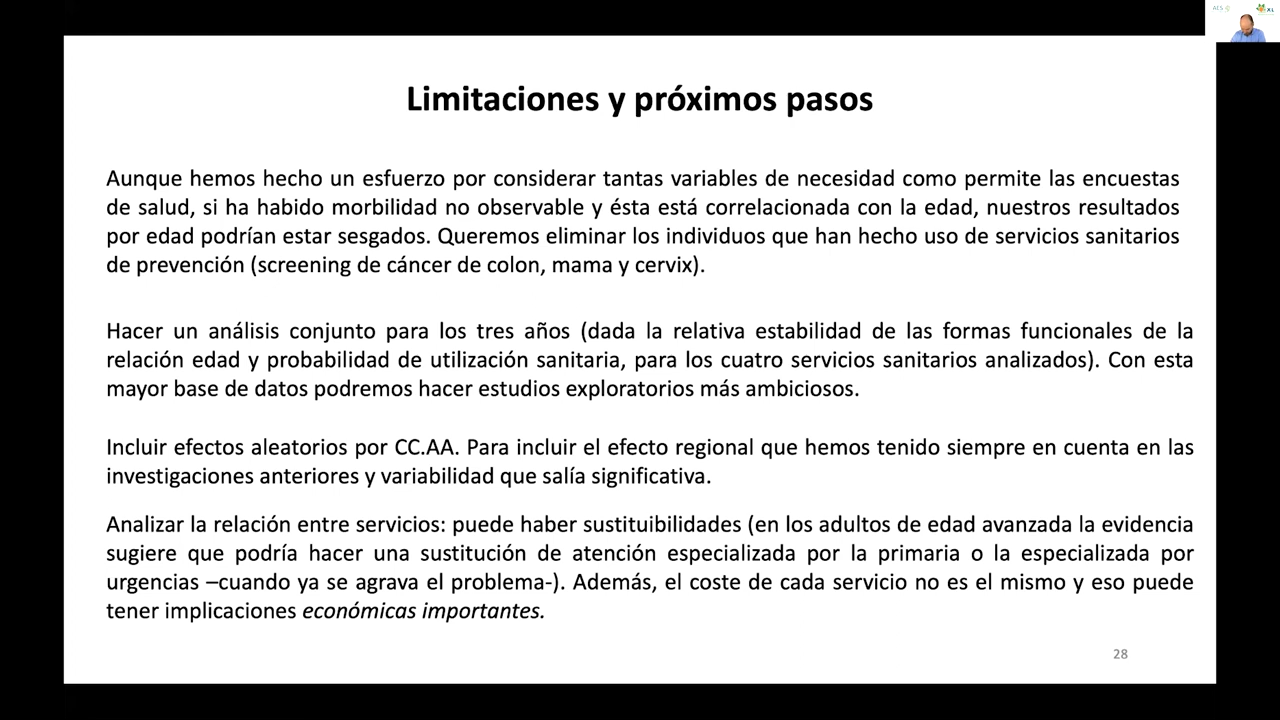 AES
XL
Limitaciones y próximos pasos
Aunque hemos hecho un esfuerzo por considerar tantas variables de necesidad como permite las encuestas
de salud, si ha habido morbilidad no observable y ésta está correlacionada con la edad, nuestros resultados
por edad podrían estar sesgados. Queremos eliminar los individuos que han hecho uso de servicios sanitarios
de prevención (screening de cáncer de colon, mama y cervix).
Hacer un análisis conjunto para los tres años (dada la relativa estabilidad de las formas funcionales de la
relación edad y probabilidad de utilización sanitaria, para los cuatro servicios sanitarios analizados). Con esta
mayor base de datos podremos hacer estudios exploratorios más ambiciosos.
Incluir efectos aleatorios por CC.AA. Para incluir el efecto regional que hemos tenido siempre en cuenta en las
investigaciones anteriores y variabilidad que salía significativa.
Analizar la relación entre servicios: puede haber sustituibilidades (en los adultos de edad avanzada la evidencia
sugiere que podría hacer una sustitución de atención especializada por la primaria o la especializada por
urgencias –cuando ya se agrava el problema-). Además, el coste de cada servicio no es el mismo y eso puede
tener implicaciones económicas importantes.
28